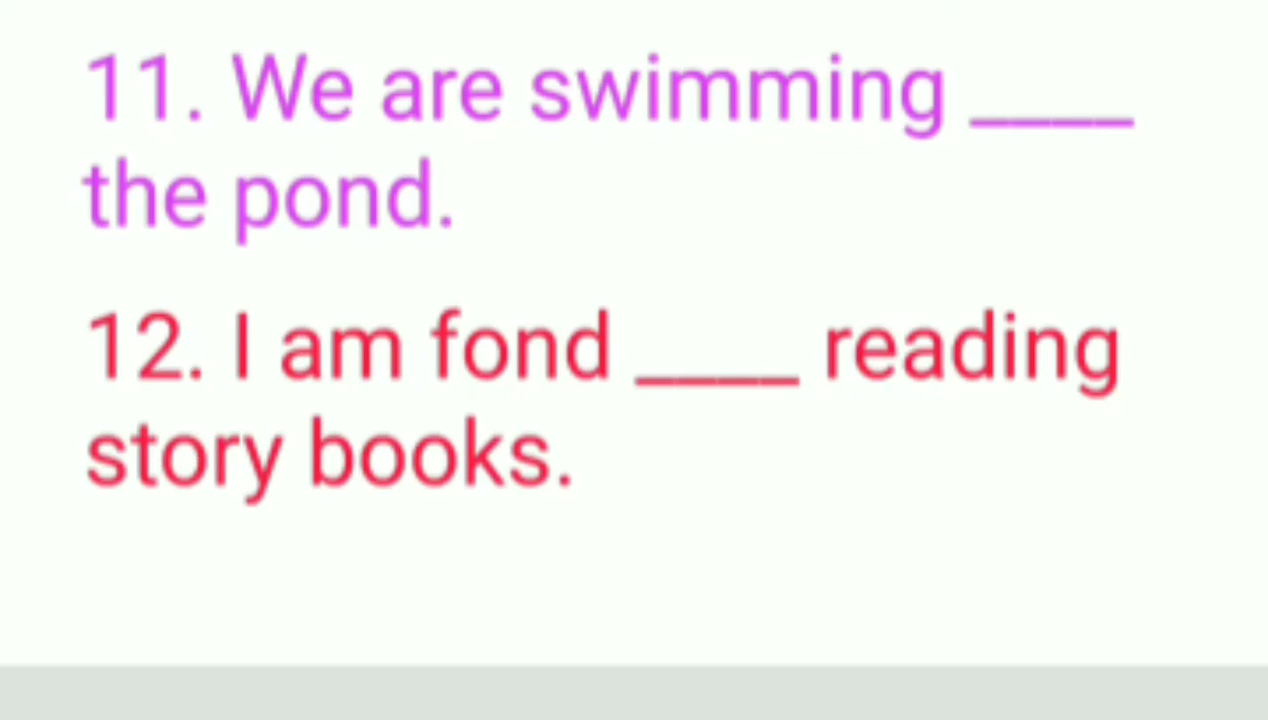 11. We are swimming ____
the pond.
12. I am fond ____ reading
story books.